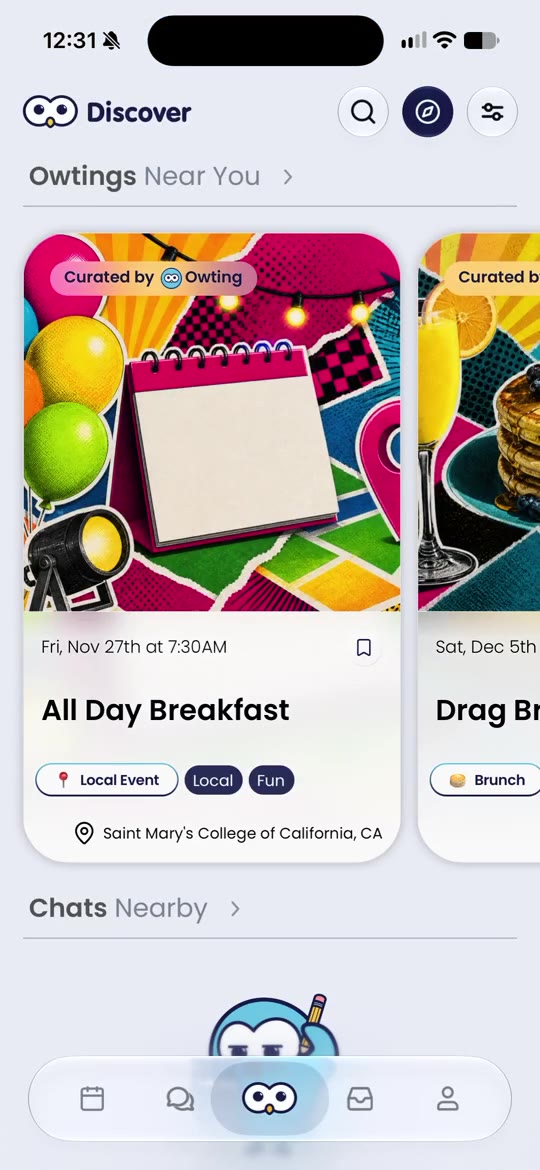 12:31
Discover
Owtings Near You
Curated by Owting
Curated b
Fri, Nov 27th at 7:30AM
Sat, Dec 5th
All Day Breakfast
Drag Br
Local Event
Local
Fun
Brunch
Saint Mary's College of California, CA
Chats Nearby